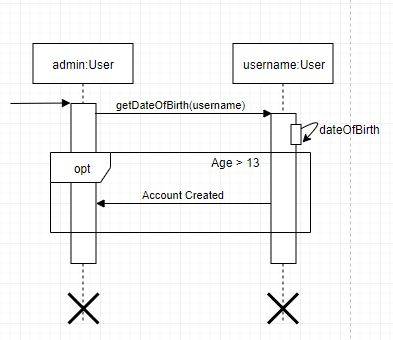 admin:User
username:User
getDateOfBirth(username)
dateOfBirth
opt
Age > 13
Account Created